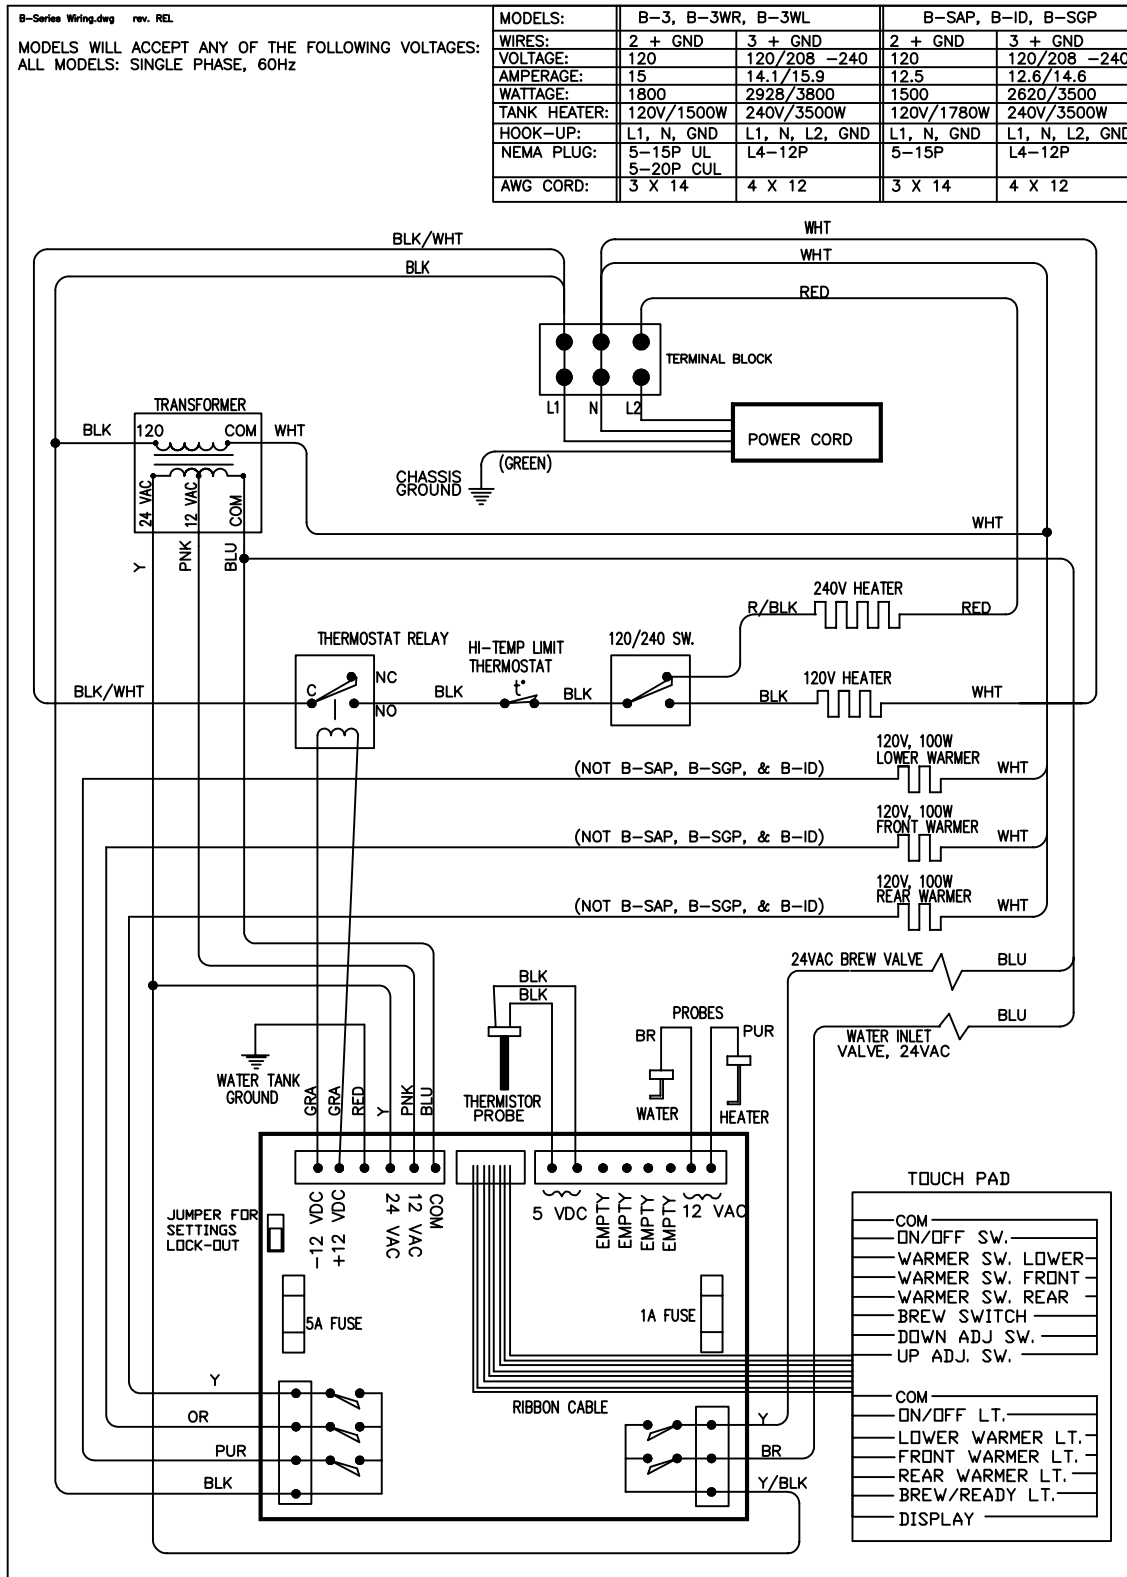 B-Series Wiring.dwg rev. REL
MODELS WILL ACCEPT ANY OF THE FOLLOWING VOLTAGES:
ALL MODELS: SINGLE PHASE, 60Hz
MODELS: B-3, B-3WR, B-3WL B-SAP, B-ID, B-SGP
WIRES: 2 + GND 3 + GND 2 + GND 3 + GND
VOLTAGE: 120 120/208 -240 120 120/208 -240
AMPERAGE: 15 14.1/15.9 12.5 12.6/14.6
WATTAGE: 1800 2928/3800 1500 2620/3500
TANK HEATER: 120V/1500W 240V/3500W 120V/1780W 240V/3500W
HOOK-UP: L1, N, GND L1, N, L2, GND L1, N, GND L1, N, L2, GND
NEMA PLUG: 5-15P UL L4-12P 5-15P L4-12P
5-20P CUL
AWG CORD: 3 X 14 4 X 12 3 X 14 4 X 12
WHT
BLK/WHT
WHT
BLK
RED
TERMINAL BLOCK
L1 N L2
TRANSFORMER
BLK 120 COM WHT
POWER CORD
(GREEN)
CHASSIS
GROUND
24 VAC
12 VAC
COM
WHT
Y
PNK
BLU
240V HEATER
R/BLK RED
THERMOSTAT RELAY
HI-TEMP LIMIT
THERMOSTAT
t°
120/240 SW.
120V HEATER
NC
C
NO
BLK/WHT BLK BLK BLK WHT
120V, 100W
LOWER WARMER
(NOT B-SAP, B-SGP, & B-ID) WHT
120V, 100W
FRONT WARMER
(NOT B-SAP, B-SGP, & B-ID) WHT
120V, 100W
REAR WARMER
(NOT B-SAP, B-SGP, & B-ID) WHT
24VAC BREW VALVE BLU
BLK
BLK
PROBES
BR PUR
BLU
WATER INLET
VALVE, 24VAC
WATER TANK
GROUND
GRA
GRA
RED
Y
PNK
BLU
THERMISTOR
PROBE
WATER
HEATER
-12 VDC
+12 VDC
24 VAC
12 VAC
COM
5 VDC
EMPTY
EMPTY
EMPTY
EMPTY
12 VAC
JUMPER FOR
SETTINGS
LOCK-OUT
5A FUSE
1A FUSE
TOUCH PAD
COM
ON/OFF SW.
WARMER SW. LOWER
WARMER SW. FRONT
WARMER SW. REAR
BREW SWITCH
DOWN ADJ SW.
UP ADJ. SW.
COM
ON/OFF LT.
LOWER WARMER LT.
FRONT WARMER LT.
REAR WARMER LT.
BREW/READY LT.
DISPLAY
RIBBON CABLE
Y
OR
PUR
BLK
Y
BR
Y/BLK